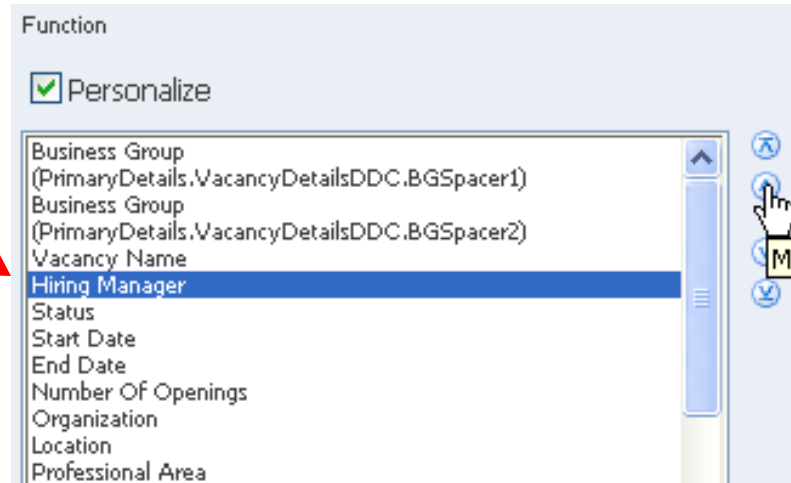 Function
Personalize
Business Group
(PrimaryDetails.VacancyDetailsDDC.BGSpacer1)
Business Group
(PrimaryDetails.VacancyDetailsDDC.BGSpacer2)
Vacancy Name
Hiring Manager
M
Status
Start Date
End Date
Number Of Openings
Organization
Location
Professional Area